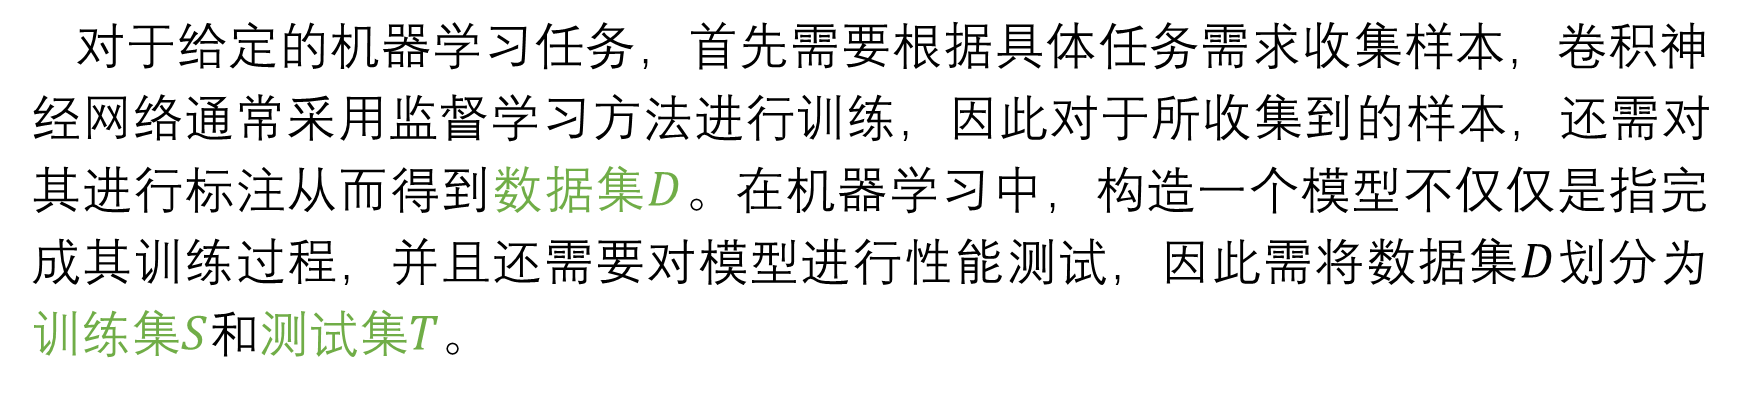 对于给定的机器学习任务，首先需要根据具体任务需求收集样本，卷积神
经网络通常采用监督学习方法进行训练，因此对于所收集到的样本，还需对
其进行标注从而得到数据集D。在机器学习中，构造一个模型不仅仅是指完
成其训练过程，并且还需要对模型进行性能测试，因此需将数据集D划分为
训练集S和测试集T。